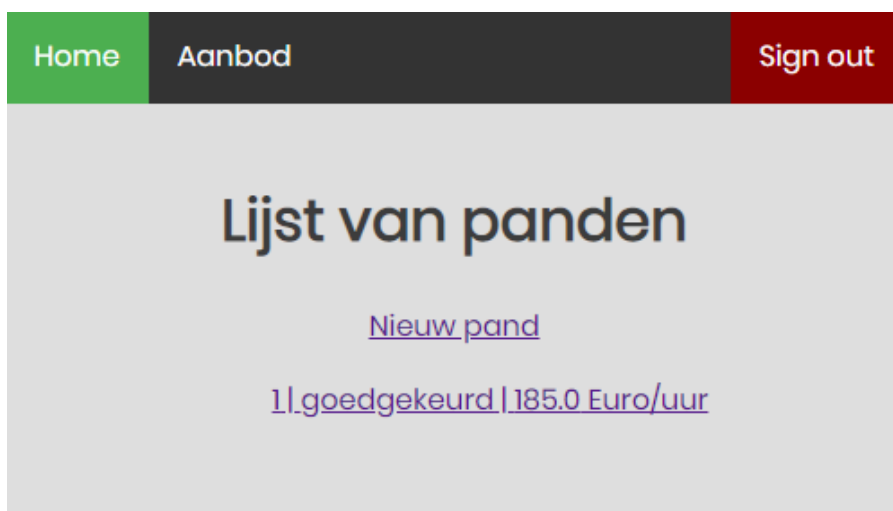 Home Aanbod Sign out
Lijst van panden
Nieuw pand
1 | goedgekeurd | 185.0 Euro/uur